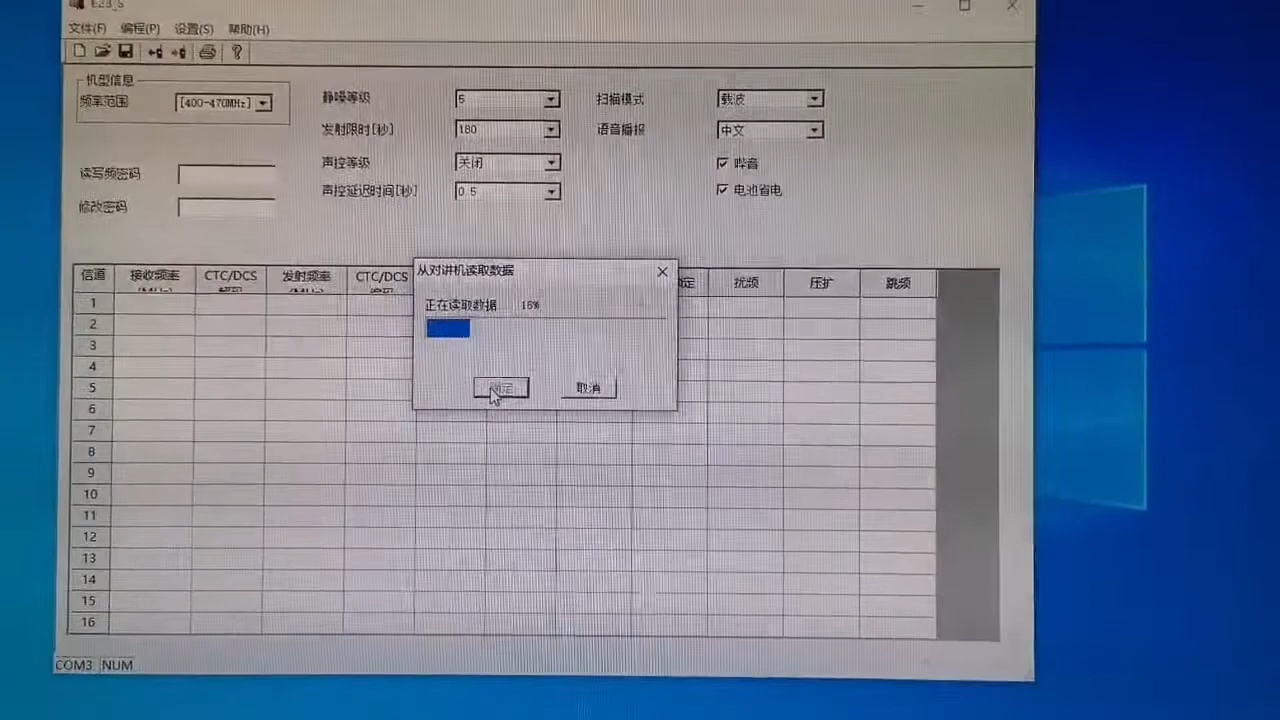 文件(F) 编程(P) 设置(S) 帮助(H)
机型信息
频率范围 [400-470MHz]
静噪等级 5 扫描模式 载波
发射限时[秒] 180 语音播报 中文
读写频密码 声控等级 关闭 哔音
修改密码 声控延迟时间[秒] 0.5 电池省电
信道 接收频率 CTC/DCS 发射频率 CTC/DCS 定 扰频 压扩 跳频
从对讲机读取数据
正在读取数据 16%
确定 取消
1
2
3
4
5
6
7
8
9
10
11
12
13
14
15
16
COM3 NUM